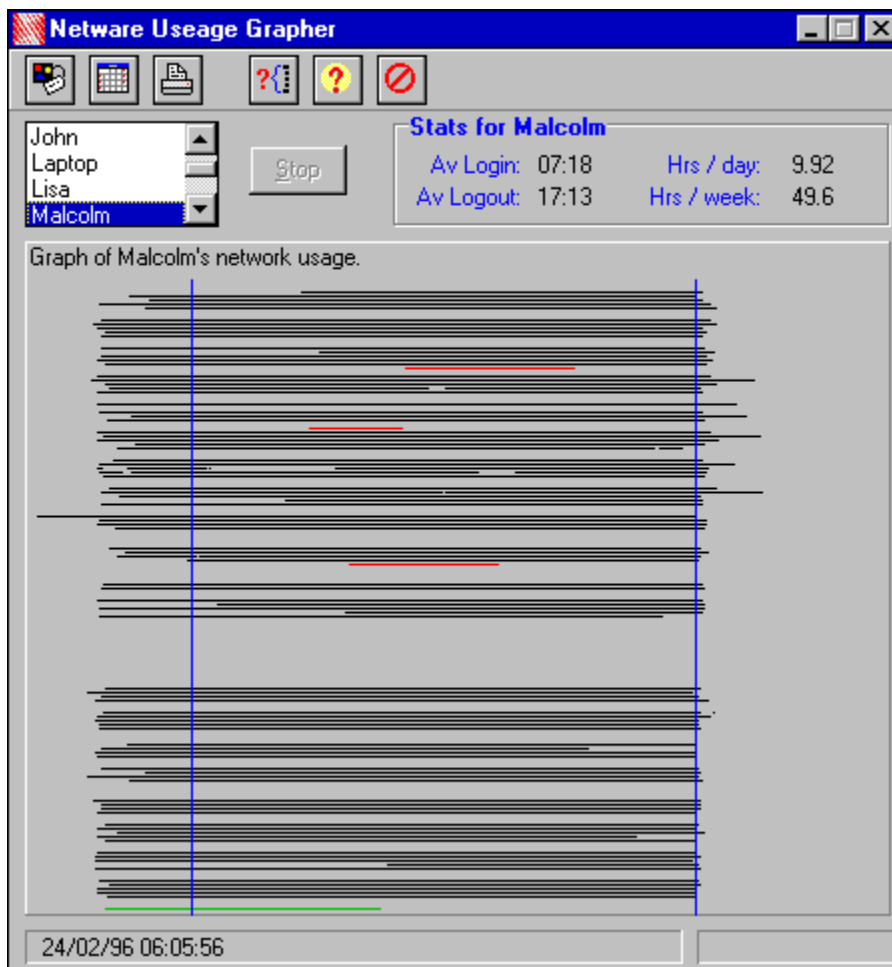 Netware Useage Grapher
?{
?
John
Laptop
Lisa
Malcolm
Stop
Stats for Malcolm
Av Login: 07:18 Hrs / day: 9.92
Av Logout: 17:13 Hrs / week: 49.6
Graph of Malcolm's network usage.
24/02/96 06:05:56